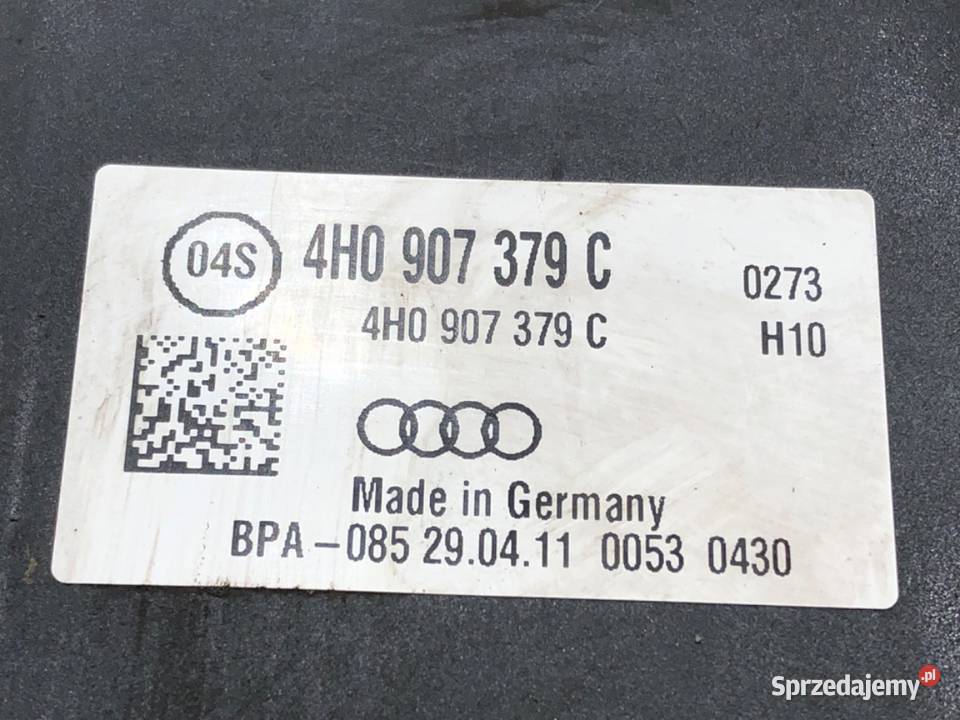 04S 4H0 907 379 C 0273
4H0 907 379 C H10
Made in Germany
BPA-085 29.04.11 0053 0430
Sprzedajemy.pl